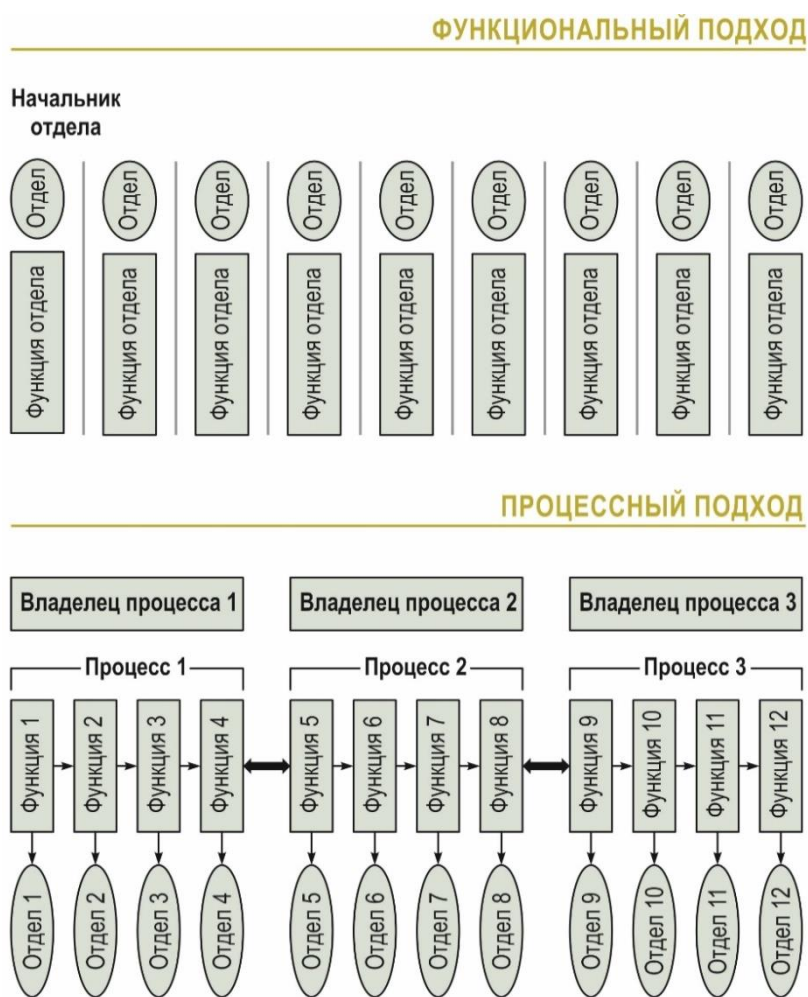 ФУНКЦИОНАЛЬНЫЙ ПОДХОД
Начальник
отдела
Отдел
Отдел
Отдел
Отдел
Отдел
Отдел
Отдел
Отдел
Отдел
Функция отдела
Функция отдела
Функция отдела
Функция отдела
Функция отдела
Функция отдела
Функция отдела
Функция отдела
Функция отдела
ПРОЦЕССНЫЙ ПОДХОД
Владелец процесса 1
Владелец процесса 2
Владелец процесса 3
Процесс 1
Процесс 2
Процесс 3
Функция 1
Функция 2
Функция 3
Функция 4
Функция 5
Функция 6
Функция 7
Функция 8
Функция 9
Функция 10
Функция 11
Функция 12
Отдел 1
Отдел 2
Отдел 3
Отдел 4
Отдел 5
Отдел 6
Отдел 7
Отдел 8
Отдел 9
Отдел 10
Отдел 11
Отдел 12